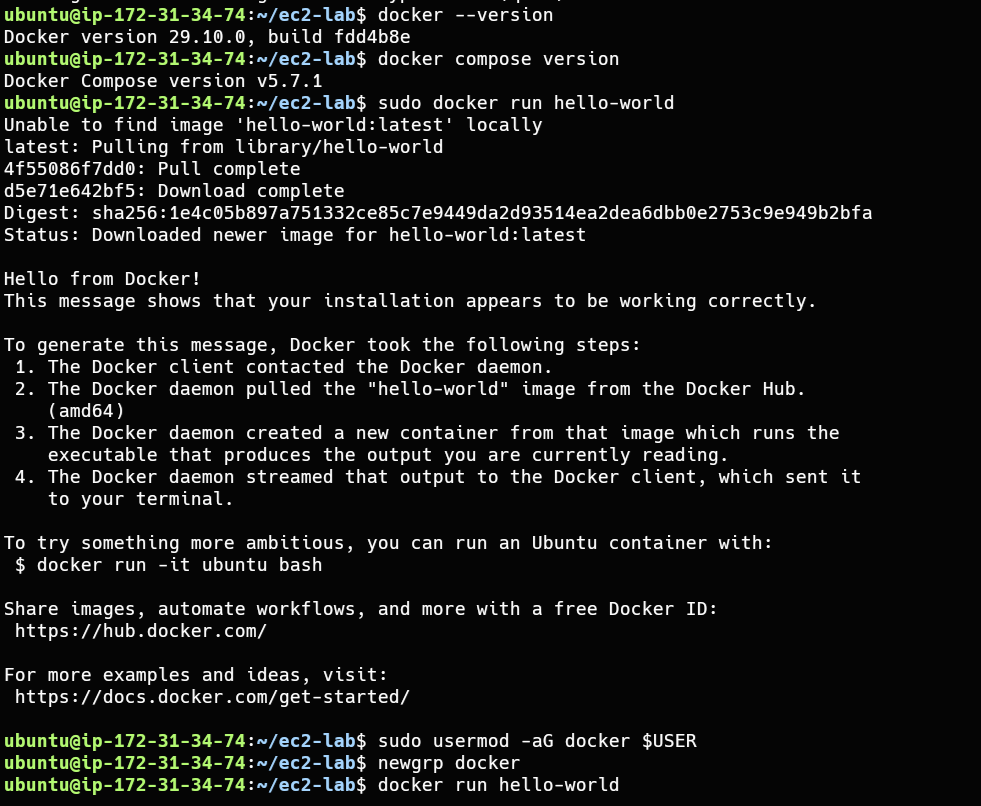 ubuntu@ip-172-31-34-74:~/ec2-lab$ docker --version
Docker version 29.10.0, build fdd4b8e
ubuntu@ip-172-31-34-74:~/ec2-lab$ docker compose version
Docker Compose version v5.7.1
ubuntu@ip-172-31-34-74:~/ec2-lab$ sudo docker run hello-world
Unable to find image 'hello-world:latest' locally
latest: Pulling from library/hello-world
4f55086f7dd0: Pull complete
d5e71e642bf5: Download complete
Digest: sha256:1e4c05b897a751332ce85c7e9449da2d93514ea2dea6dbb0e2753c9e949b2bfa
Status: Downloaded newer image for hello-world:latest

Hello from Docker!
This message shows that your installation appears to be working correctly.

To generate this message, Docker took the following steps:
 1. The Docker client contacted the Docker daemon.
 2. The Docker daemon pulled the "hello-world" image from the Docker Hub.
    (amd64)
 3. The Docker daemon created a new container from that image which runs the
    executable that produces the output you are currently reading.
 4. The Docker daemon streamed that output to the Docker client, which sent it
    to your terminal.

To try something more ambitious, you can run an Ubuntu container with:
 $ docker run -it ubuntu bash

Share images, automate workflows, and more with a free Docker ID:
 https://hub.docker.com/

For more examples and ideas, visit:
 https://docs.docker.com/get-started/

ubuntu@ip-172-31-34-74:~/ec2-lab$ sudo usermod -aG docker $USER
ubuntu@ip-172-31-34-74:~/ec2-lab$ newgrp docker
ubuntu@ip-172-31-34-74:~/ec2-lab$ docker run hello-world